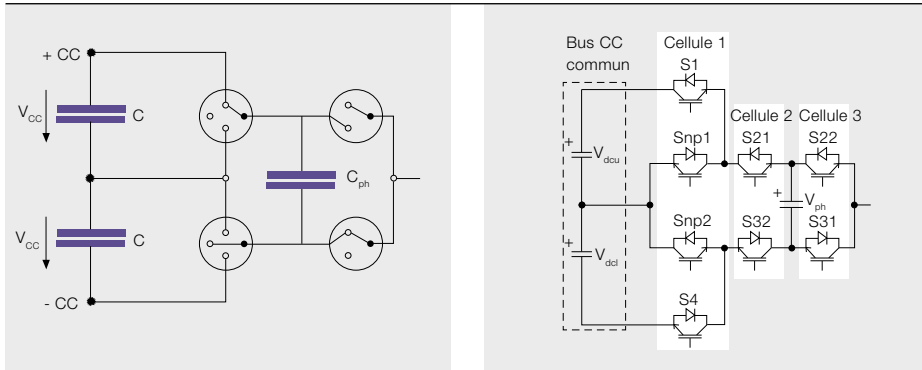 + CC
V_CC
C
C_ph
V_CC
C
- CC
Bus CC
commun
Cellule 1
S1
Cellule 2
Cellule 3
Snp1
S21
S22
+
V_dcu
+
V_ph
Snp2
S32
S31
+
V_dcl
S4